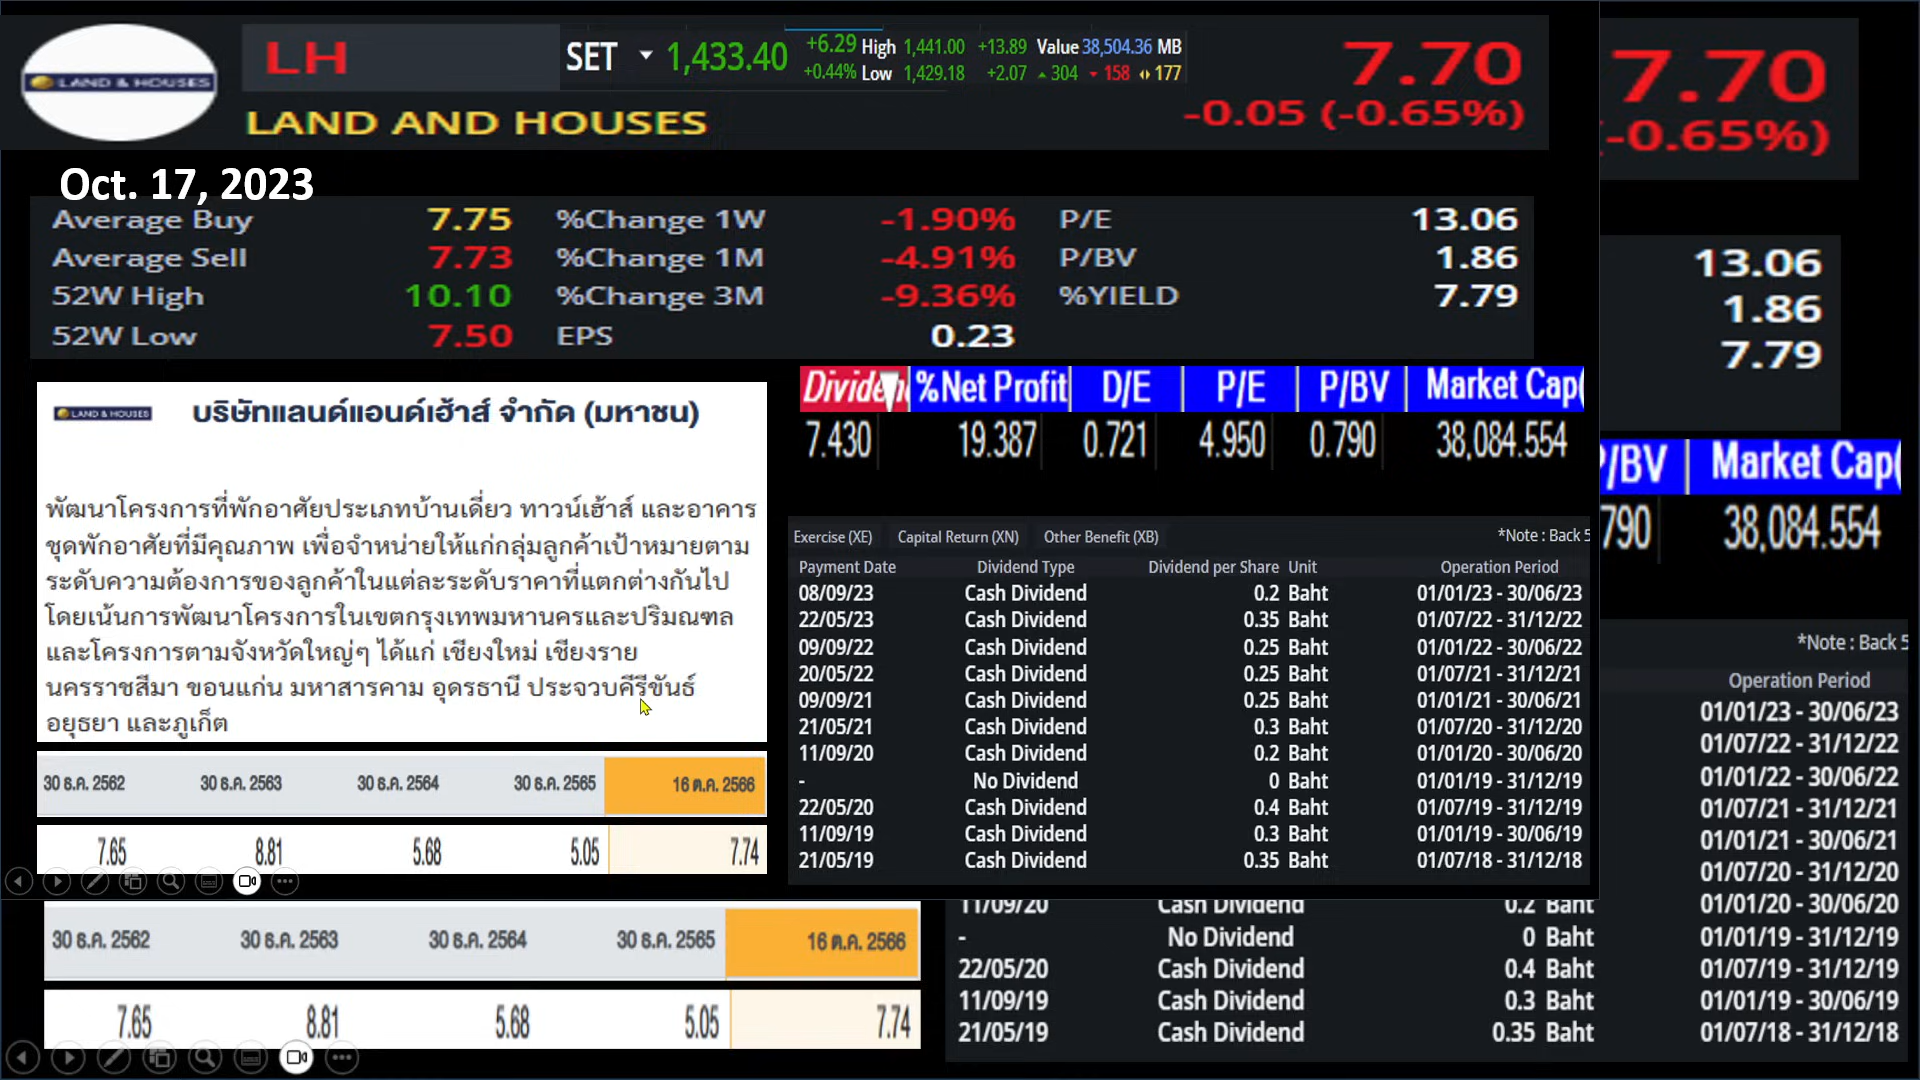 LAND & HOUSES
LH
SET 1,433.40 +6.29 High 1,441.00 +13.89 Value 38,504.36 MB
+0.44% Low 1,429.18 +2.07 304 158 177
7.70
-0.05 (-0.65%)
LAND AND HOUSES
7.70
(-0.65%)
Oct. 17, 2023
Average Buy 7.75 %Change 1W -1.90% P/E 13.06
Average Sell 7.73 %Change 1M -4.91% P/BV 1.86
52W High 10.10 %Change 3M -9.36% %YIELD 7.79
52W Low 7.50 EPS 0.23
13.06
1.86
7.79
LAND & HOUSES บริษัทแลนด์แอนด์เฮ้าส์ จำกัด (มหาชน)
พัฒนาโครงการที่พักอาศัยประเภทบ้านเดี่ยว ทาวน์เฮ้าส์ และอาคาร
ชุดพักอาศัยที่มีคุณภาพ เพื่อจำหน่ายให้แก่กลุ่มลูกค้าเป้าหมายตาม
ระดับความต้องการของลูกค้าในแต่ละระดับราคาที่แตกต่างกันไป
โดยเน้นการพัฒนาโครงการในเขตกรุงเทพมหานครและปริมณฑล
และโครงการตามจังหวัดใหญ่ๆ ได้แก่ เชียงใหม่ เชียงราย
นครราชสีมา ขอนแก่น มหาสารคาม อุดรธานี ประจวบคีรีขันธ์
อยุธยา และภูเก็ต
30 ธ.ค. 2562 30 ธ.ค. 2563 30 ธ.ค. 2564 30 ธ.ค. 2565 16 ต.ค. 2566
7.65 8.81 5.68 5.05 7.74
%Net Profit D/E P/E P/BV Market Cap(
7.430 19.387 0.721 4.950 0.790 38,084.554
P/BV Market Cap(
790 38,084.554
Exercise (XE) Capital Return (XN) Other Benefit (XB) *Note : Back 5
Payment Date Dividend Type Dividend per Share Unit Operation Period
08/09/23 Cash Dividend 0.2 Baht 01/01/23 - 30/06/23
22/05/23 Cash Dividend 0.35 Baht 01/07/22 - 31/12/22
09/09/22 Cash Dividend 0.25 Baht 01/01/22 - 30/06/22
20/05/22 Cash Dividend 0.25 Baht 01/07/21 - 31/12/21
09/09/21 Cash Dividend 0.25 Baht 01/01/21 - 30/06/21
21/05/21 Cash Dividend 0.3 Baht 01/07/20 - 31/12/20
11/09/20 Cash Dividend 0.2 Baht 01/01/20 - 30/06/20
- No Dividend 0 Baht 01/01/19 - 31/12/19
22/05/20 Cash Dividend 0.4 Baht 01/07/19 - 31/12/19
11/09/19 Cash Dividend 0.3 Baht 01/01/19 - 30/06/19
21/05/19 Cash Dividend 0.35 Baht 01/07/18 - 31/12/18
*Note : Back 5
Operation Period
01/01/23 - 30/06/23
01/07/22 - 31/12/22
01/01/22 - 30/06/22
01/07/21 - 31/12/21
01/01/21 - 30/06/21
01/07/20 - 31/12/20
11/09/20 Cash Dividend 0.2 Baht 01/01/20 - 30/06/20
- No Dividend 0 Baht 01/01/19 - 31/12/19
22/05/20 Cash Dividend 0.4 Baht 01/07/19 - 31/12/19
11/09/19 Cash Dividend 0.3 Baht 01/01/19 - 30/06/19
21/05/19 Cash Dividend 0.35 Baht 01/07/18 - 31/12/18
30 ธ.ค. 2562 30 ธ.ค. 2563 30 ธ.ค. 2564 30 ธ.ค. 2565 16 ต.ค. 2566
7.65 8.81 5.68 5.05 7.74